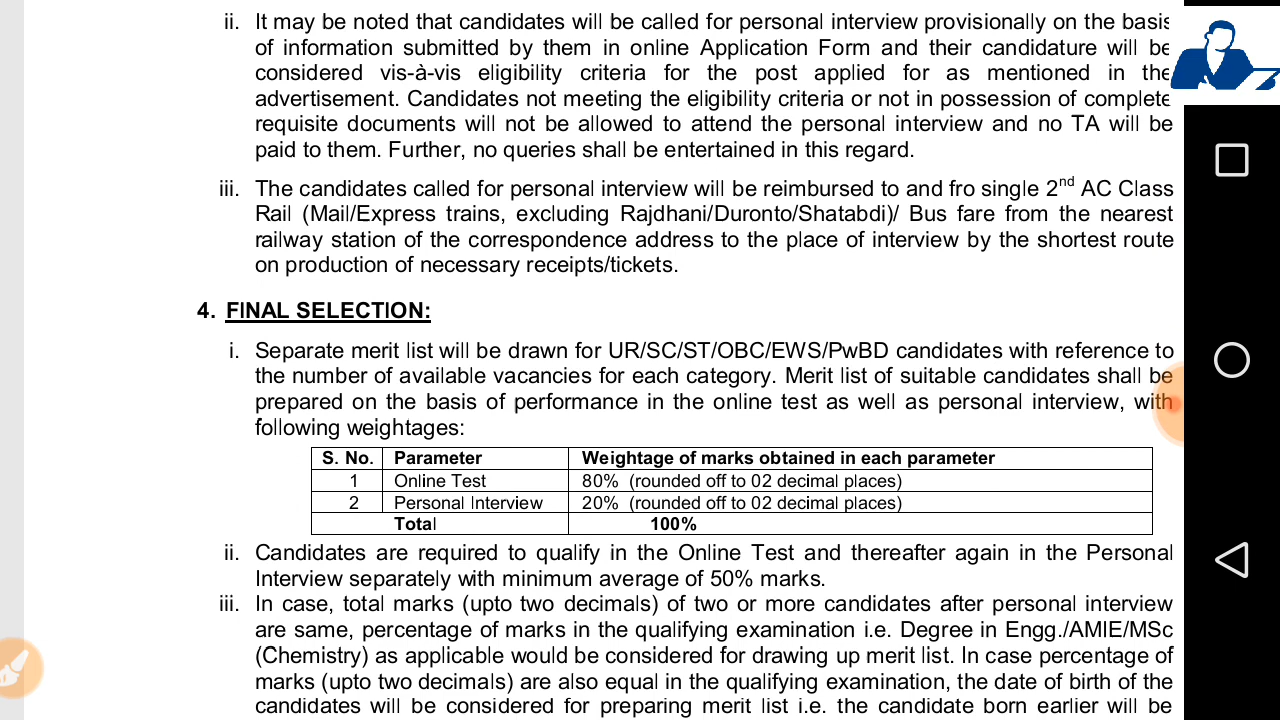 ii. It may be noted that candidates will be called for personal interview provisionally on the basis
of information submitted by them in online Application Form and their candidature will be
considered vis-à-vis eligibility criteria for the post applied for as mentioned in the
advertisement. Candidates not meeting the eligibility criteria or not in possession of complete
requisite documents will not be allowed to attend the personal interview and no TA will be
paid to them. Further, no queries shall be entertained in this regard.
iii. The candidates called for personal interview will be reimbursed to and fro single 2nd AC Class
Rail (Mail/Express trains, excluding Rajdhani/Duronto/Shatabdi)/ Bus fare from the nearest
railway station of the correspondence address to the place of interview by the shortest route
on production of necessary receipts/tickets.
4. FINAL SELECTION:
i. Separate merit list will be drawn for UR/SC/ST/OBC/EWS/PwBD candidates with reference to
the number of available vacancies for each category. Merit list of suitable candidates shall be
prepared on the basis of performance in the online test as well as personal interview, with
following weightages:
S. No. Parameter Weightage of marks obtained in each parameter
1 Online Test 80% (rounded off to 02 decimal places)
2 Personal Interview 20% (rounded off to 02 decimal places)
Total 100%
ii. Candidates are required to qualify in the Online Test and thereafter again in the Personal
Interview separately with minimum average of 50% marks.
iii. In case, total marks (upto two decimals) of two or more candidates after personal interview
are same, percentage of marks in the qualifying examination i.e. Degree in Engg./AMIE/MSc
(Chemistry) as applicable would be considered for drawing up merit list. In case percentage of
marks (upto two decimals) are also equal in the qualifying examination, the date of birth of the
candidates will be considered for preparing merit list i.e. the candidate born earlier will be